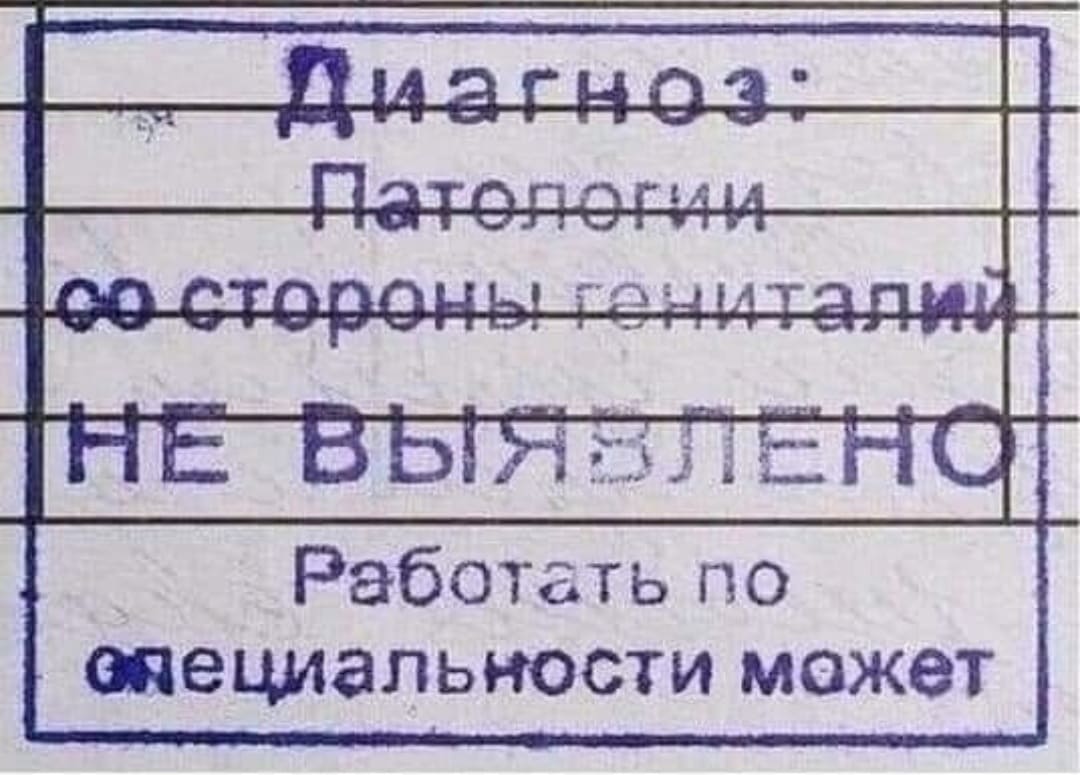 Диагноз:
Патологии
со стороны гениталий
НЕ ВЫЯВЛЕНО
Работать по
специальности может